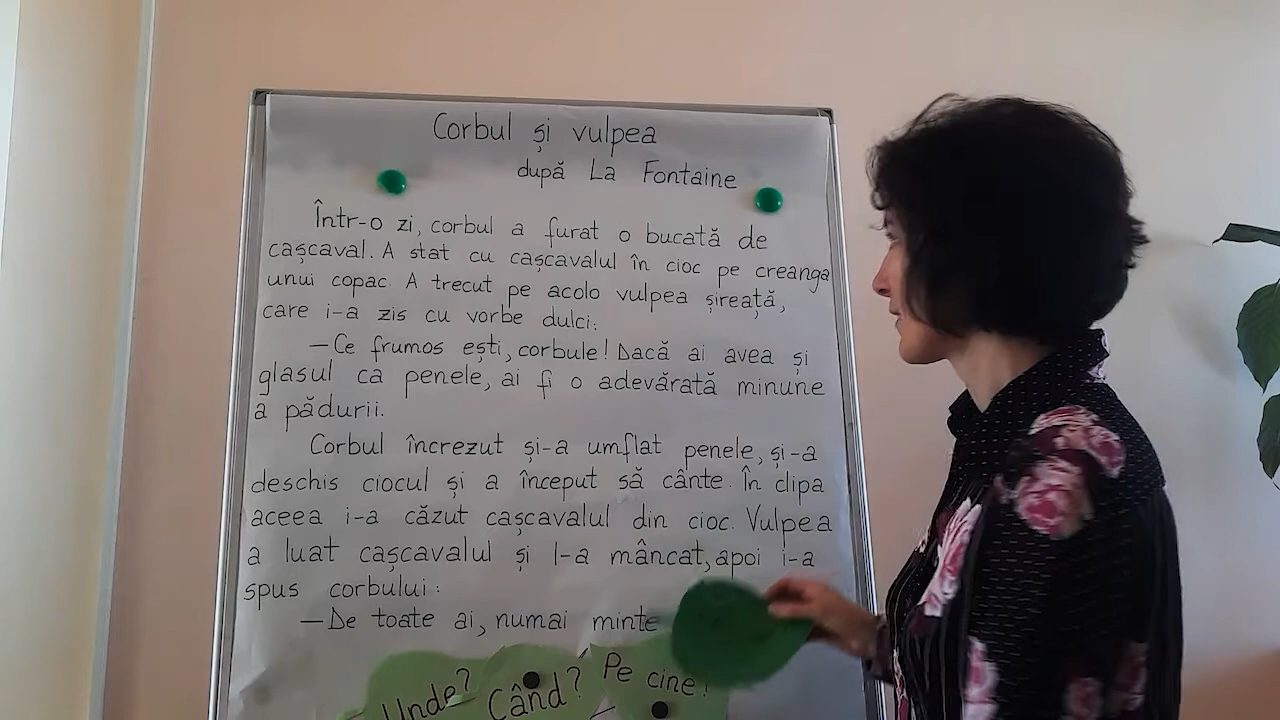 Corbul și vulpea
după La Fontaine
Într-o zi, corbul a furat o bucată de
cașcaval. A stat cu cașcavalul în cioc pe creanga
unui copac. A trecut pe acolo vulpea șireată,
care i-a zis cu vorbe dulci:
—Ce frumos ești, corbule! Dacă ai avea și
glasul ca penele, ai fi o adevărată minune
a pădurii.
Corbul încrezut și-a umflat penele, și-a
deschis ciocul și a început să cânte. În clipa
aceea i-a căzut cașcavalul din cioc. Vulpea
a luat cașcavalul și l-a mâncat, apoi i-a
spus corbului:
—De toate ai, numai minte
Unde? Când? Pe cine?